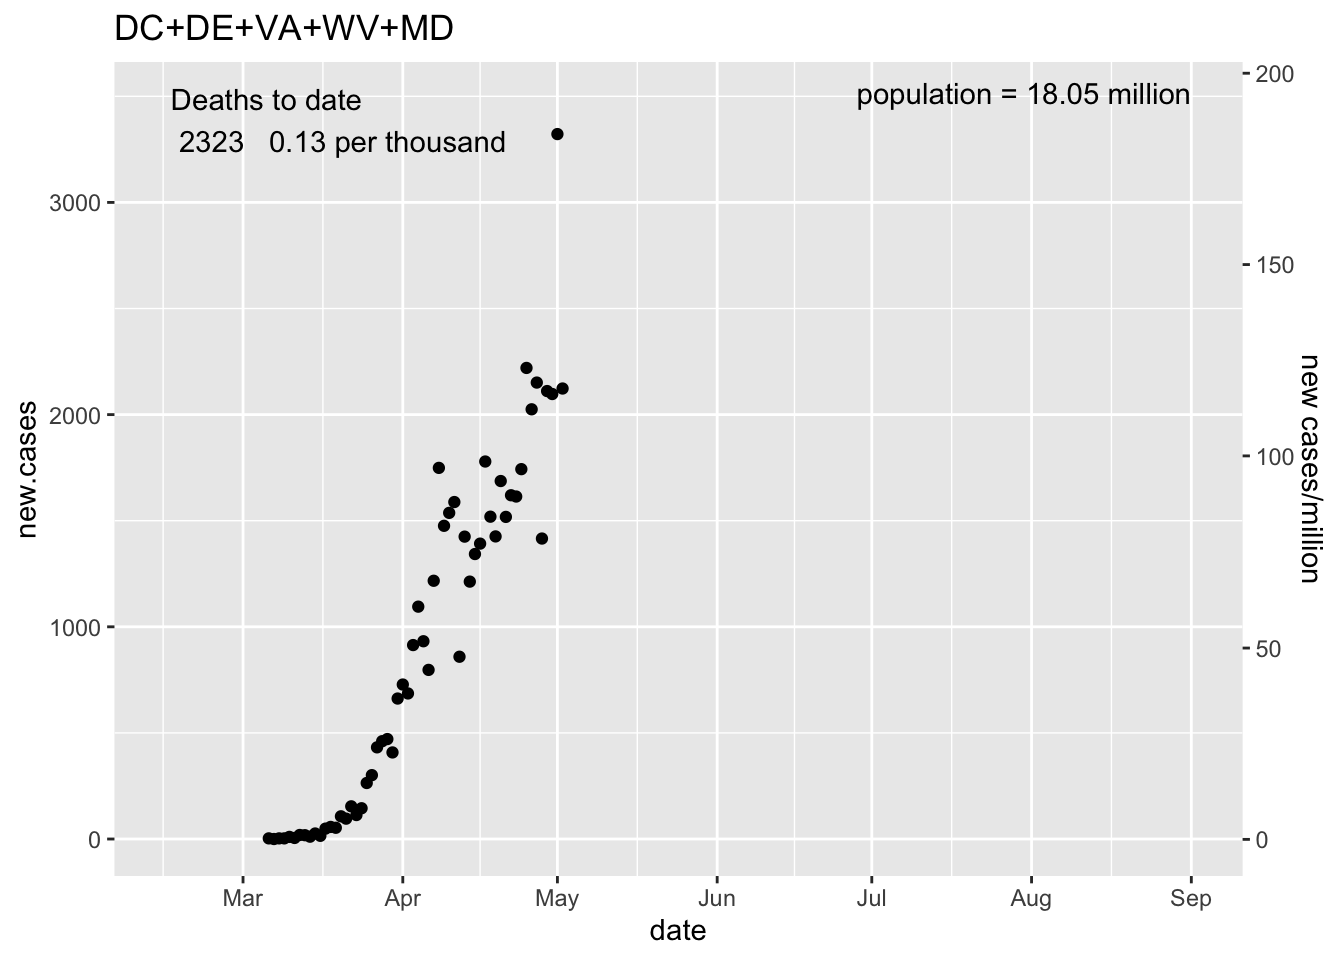 DC+DE+VA+WV+MD
Deaths to date
2323 0.13 per thousand
population = 18.05 million
3000
2000
1000
0
new.cases
200
150
100
50
0
new cases/million
Mar Apr May Jun Jul Aug Sep
date